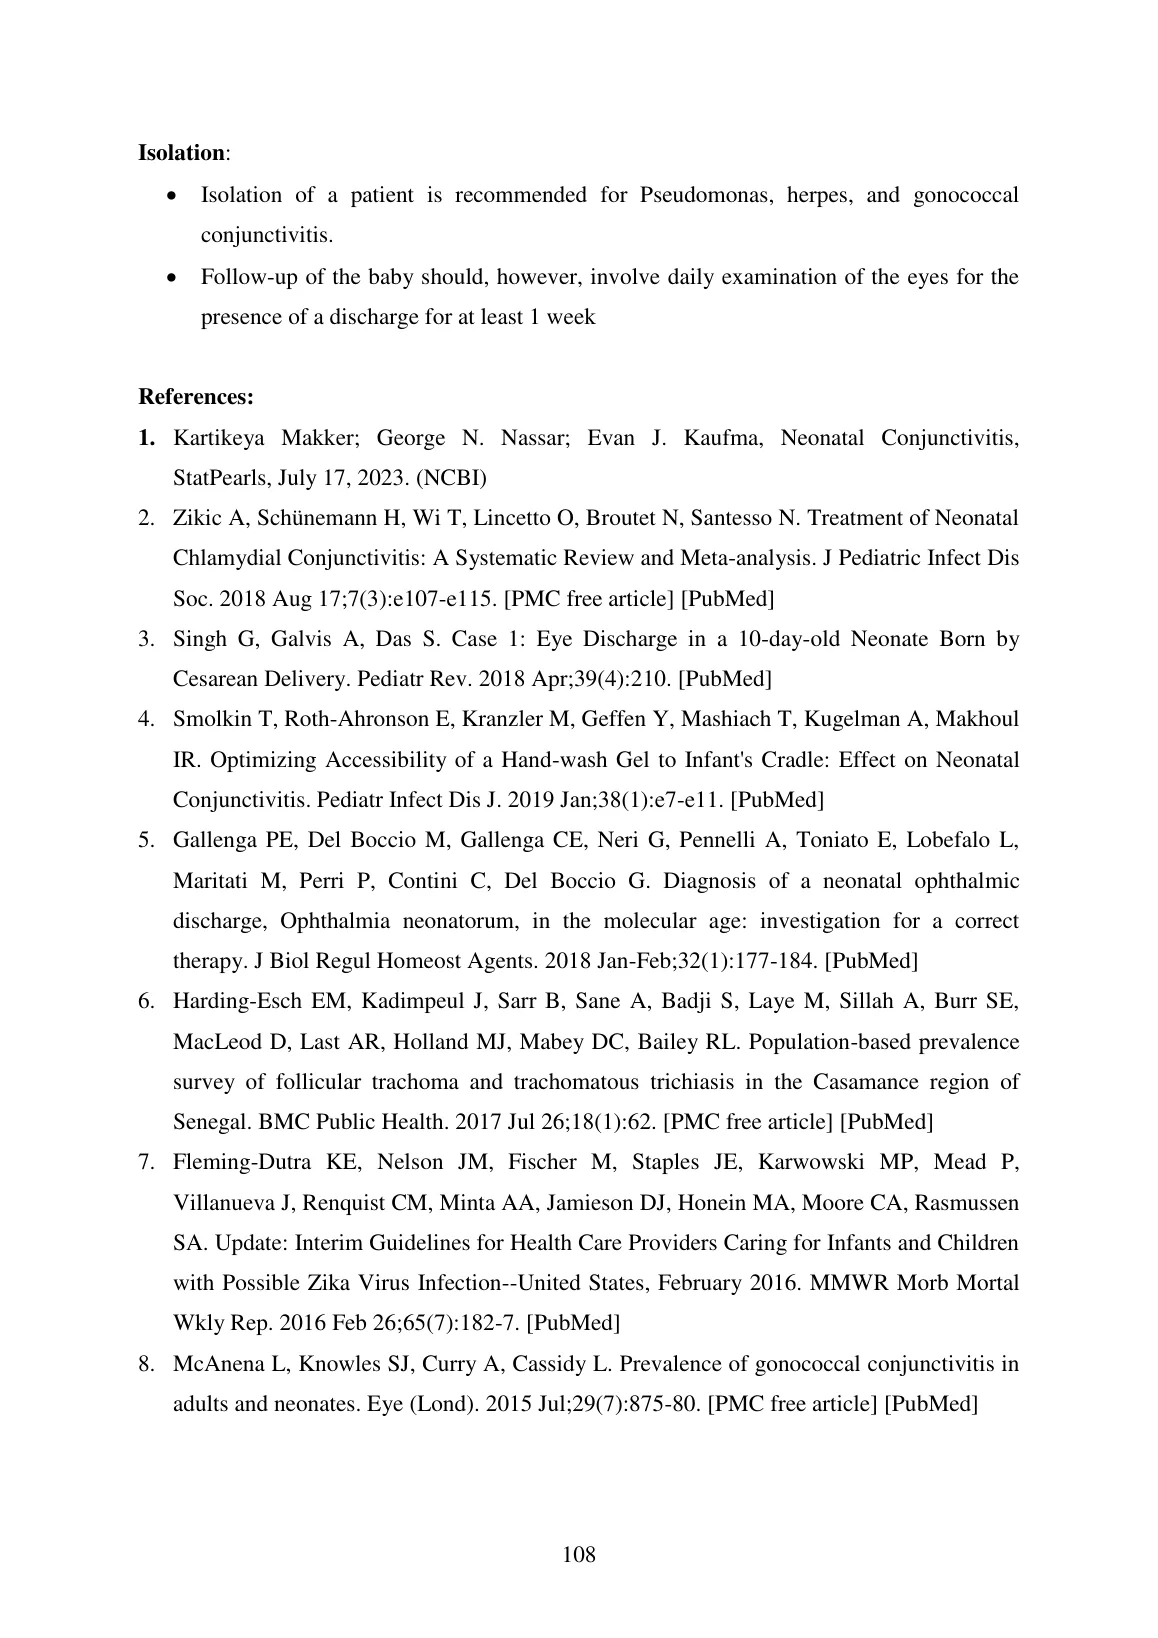 Isolation:
• Isolation of a patient is recommended for Pseudomonas, herpes, and gonococcal
conjunctivitis.
• Follow-up of the baby should, however, involve daily examination of the eyes for the
presence of a discharge for at least 1 week
References:
1. Kartikeya Makker; George N. Nassar; Evan J. Kaufma, Neonatal Conjunctivitis,
StatPearls, July 17, 2023. (NCBI)
2. Zikic A, Schünemann H, Wi T, Lincetto O, Broutet N, Santesso N. Treatment of Neonatal
Chlamydial Conjunctivitis: A Systematic Review and Meta-analysis. J Pediatric Infect Dis
Soc. 2018 Aug 17;7(3):e107-e115. [PMC free article] [PubMed]
3. Singh G, Galvis A, Das S. Case 1: Eye Discharge in a 10-day-old Neonate Born by
Cesarean Delivery. Pediatr Rev. 2018 Apr;39(4):210. [PubMed]
4. Smolkin T, Roth-Ahronson E, Kranzler M, Geffen Y, Mashiach T, Kugelman A, Makhoul
IR. Optimizing Accessibility of a Hand-wash Gel to Infant's Cradle: Effect on Neonatal
Conjunctivitis. Pediatr Infect Dis J. 2019 Jan;38(1):e7-e11. [PubMed]
5. Gallenga PE, Del Boccio M, Gallenga CE, Neri G, Pennelli A, Toniato E, Lobefalo L,
Maritati M, Perri P, Contini C, Del Boccio G. Diagnosis of a neonatal ophthalmic
discharge, Ophthalmia neonatorum, in the molecular age: investigation for a correct
therapy. J Biol Regul Homeost Agents. 2018 Jan-Feb;32(1):177-184. [PubMed]
6. Harding-Esch EM, Kadimpeul J, Sarr B, Sane A, Badji S, Laye M, Sillah A, Burr SE,
MacLeod D, Last AR, Holland MJ, Mabey DC, Bailey RL. Population-based prevalence
survey of follicular trachoma and trachomatous trichiasis in the Casamance region of
Senegal. BMC Public Health. 2017 Jul 26;18(1):62. [PMC free article] [PubMed]
7. Fleming-Dutra KE, Nelson JM, Fischer M, Staples JE, Karwowski MP, Mead P,
Villanueva J, Renquist CM, Minta AA, Jamieson DJ, Honein MA, Moore CA, Rasmussen
SA. Update: Interim Guidelines for Health Care Providers Caring for Infants and Children
with Possible Zika Virus Infection--United States, February 2016. MMWR Morb Mortal
Wkly Rep. 2016 Feb 26;65(7):182-7. [PubMed]
8. McAnena L, Knowles SJ, Curry A, Cassidy L. Prevalence of gonococcal conjunctivitis in
adults and neonates. Eye (Lond). 2015 Jul;29(7):875-80. [PMC free article] [PubMed]
108